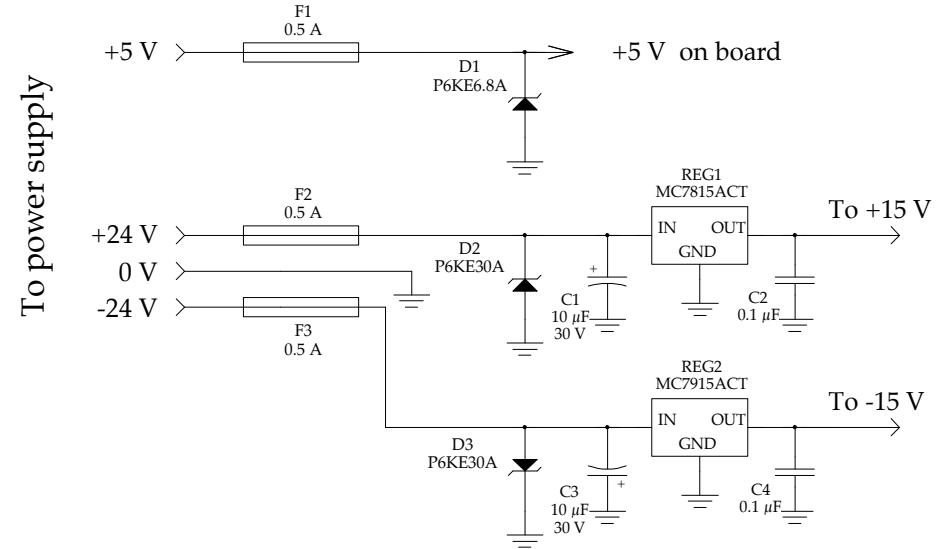 To power supply
F1
0.5 A
+5 V
+5 V on board
D1
P6KE6.8A
F2
0.5 A
+24 V
D2
P6KE30A
REG1
MC7815ACT
IN OUT
GND
To +15 V
+
C1
10 µF
30 V
C2
0.1 µF
0 V
-24 V
F3
0.5 A
REG2
MC7915ACT
IN OUT
GND
To -15 V
D3
P6KE30A
C3
10 µF
30 V
+
C4
0.1 µF